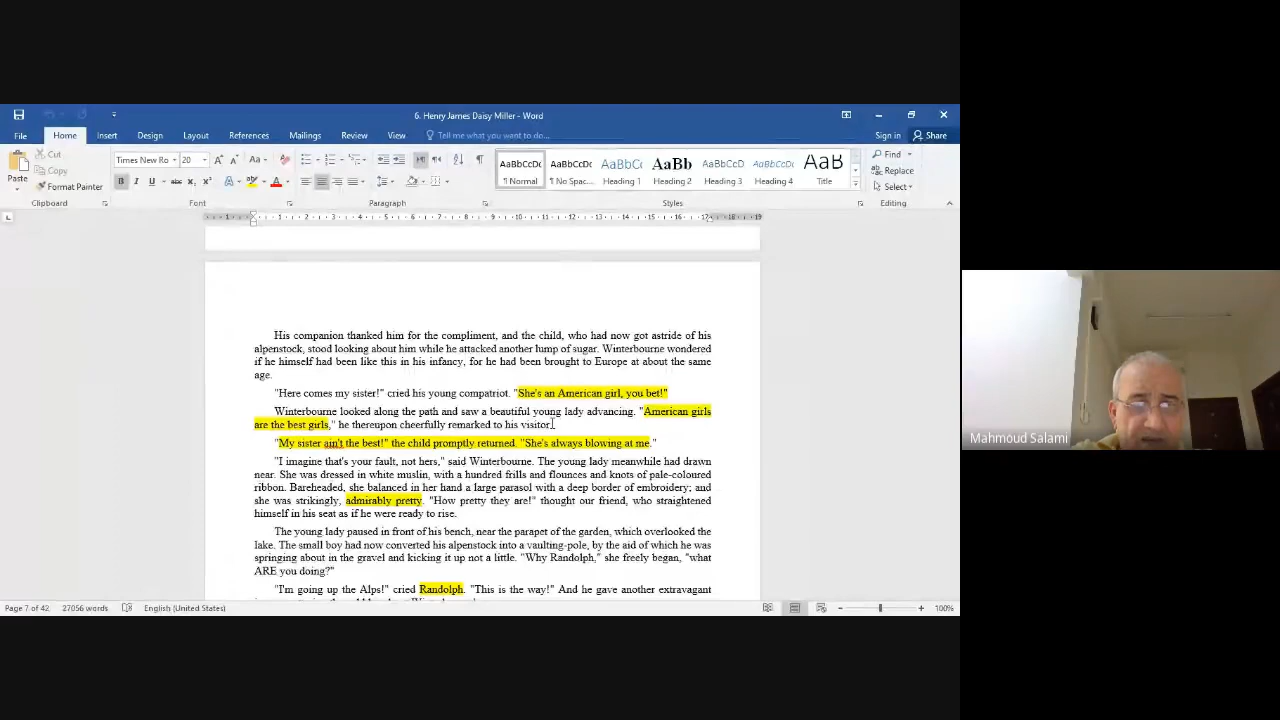 6. Henry James Daisy Miller - Word
File Home Insert Design Layout References Mailings Review View Tell me what you want to do... Sign in Share
Cut
Copy
Paste Format Painter
Times New Ro 20 Aa
AaBbCcDc AaBbCcDc AaBbCc AaBb AaBbCcD AaBbCcDc AaB
¶ Normal ¶ No Spac... Heading 1 Heading 2 Heading 3 Heading 4 Title
Find
Replace
Select
Clipboard Font Paragraph Styles Editing
His companion thanked him for the compliment, and the child, who had now got astride of his
alpenstock, stood looking about him while he attacked another lump of sugar. Winterbourne wondered
if he himself had been like this in his infancy, for he had been brought to Europe at about the same
age.
"Here comes my sister!" cried his young compatriot. "She's an American girl, you bet!"
Winterbourne looked along the path and saw a beautiful young lady advancing. "American girls
are the best girls," he thereupon cheerfully remarked to his visitor.
"My sister ain't the best!" the child promptly returned. "She's always blowing at me."
"I imagine that's your fault, not hers," said Winterbourne. The young lady meanwhile had drawn
near. She was dressed in white muslin, with a hundred frills and flounces and knots of pale-coloured
ribbon. Bareheaded, she balanced in her hand a large parasol with a deep border of embroidery; and
she was strikingly, admirably pretty. "How pretty they are!" thought our friend, who straightened
himself in his seat as if he were ready to rise.
The young lady paused in front of his bench, near the parapet of the garden, which overlooked the
lake. The small boy had now converted his alpenstock into a vaulting-pole, by the aid of which he was
springing about in the gravel and kicking it up not a little. "Why Randolph," she freely began, "what
ARE you doing?"
"I'm going up the Alps!" cried Randolph. "This is the way!" And he gave another extravagant
Page 7 of 42 27056 words English (United States) 100%
Mahmoud Salami